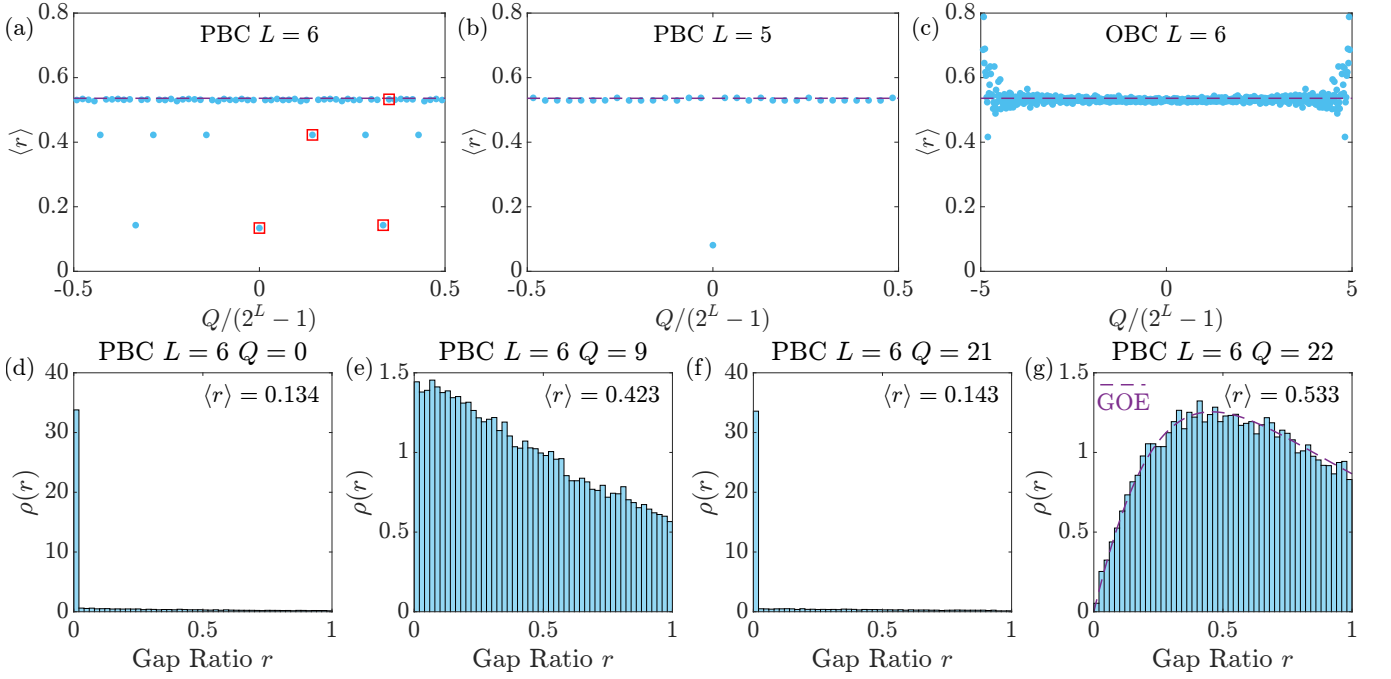 (a) PBC L = 6
0.8
0.6
0.4
0.2
0
⟨r⟩
-0.5 0 0.5
Q/(2^L − 1)
(b) PBC L = 5
0.8
0.6
0.4
0.2
0
⟨r⟩
-0.5 0 0.5
Q/(2^L − 1)
(c) OBC L = 6
0.8
0.6
0.4
0.2
0
⟨r⟩
-5 0 5
Q/(2^L − 1)
(d) PBC L = 6 Q = 0
⟨r⟩ = 0.134
40
30
20
10
0
ρ(r)
0 0.5 1
Gap Ratio r
(e) PBC L = 6 Q = 9
⟨r⟩ = 0.423
1.5
1
0.5
0
ρ(r)
0 0.5 1
Gap Ratio r
(f) PBC L = 6 Q = 21
⟨r⟩ = 0.143
40
30
20
10
0
ρ(r)
0 0.5 1
Gap Ratio r
(g) PBC L = 6 Q = 22
GOE
⟨r⟩ = 0.533
1.5
1
0.5
0
ρ(r)
0 0.5 1
Gap Ratio r